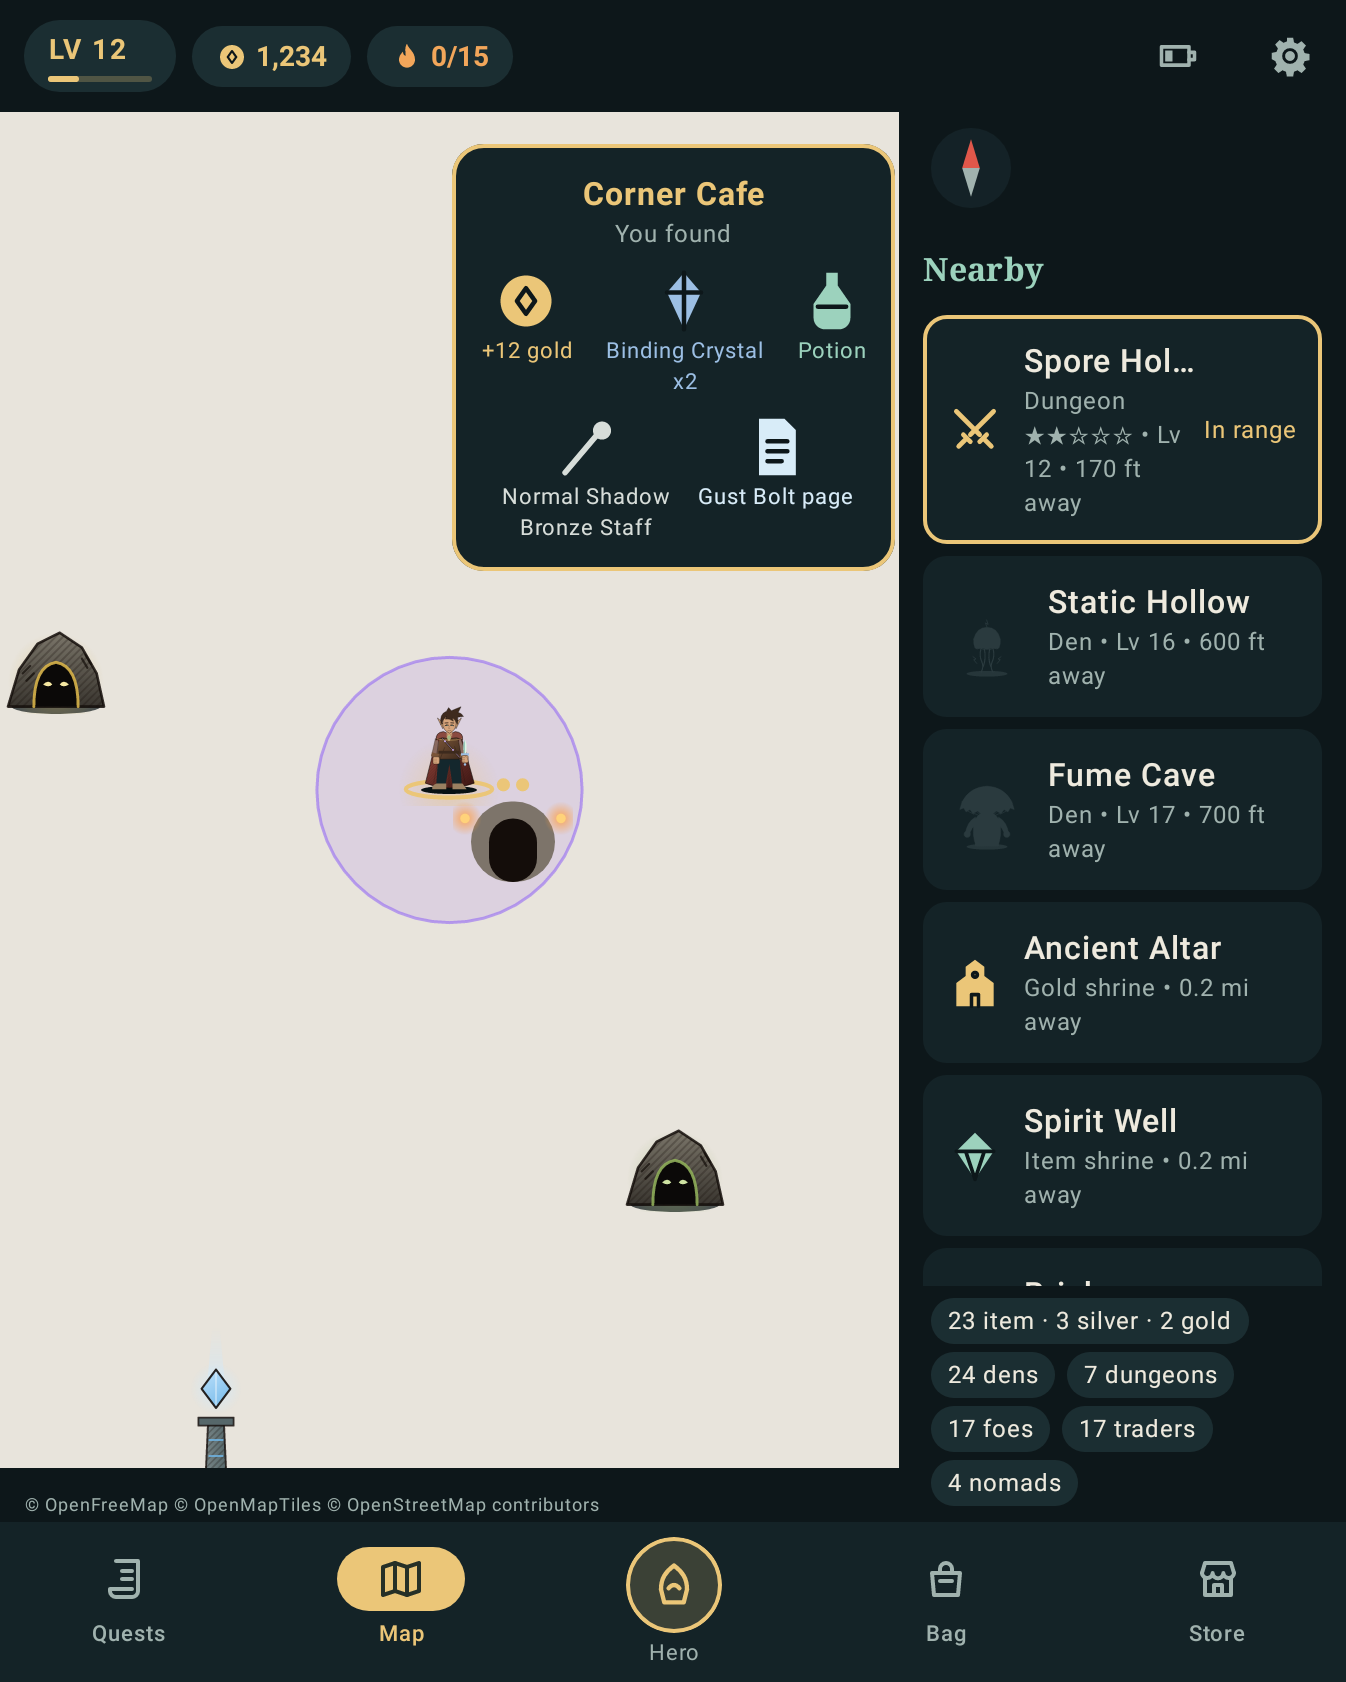 LV 12
1,234
0/15
Corner Cafe
You found
+12 gold
Binding Crystal
x2
Potion
Normal Shadow
Bronze Staff
Gust Bolt page
Nearby
Spore Hol…
Dungeon
★★☆☆☆ • Lv
12 • 170 ft
away
In range
Static Hollow
Den • Lv 16 • 600 ft
away
Fume Cave
Den • Lv 17 • 700 ft
away
Ancient Altar
Gold shrine • 0.2 mi
away
Spirit Well
Item shrine • 0.2 mi
away
23 item · 3 silver · 2 gold
24 dens
7 dungeons
17 foes
17 traders
4 nomads
© OpenFreeMap © OpenMapTiles © OpenStreetMap contributors
Quests
Map
Hero
Bag
Store